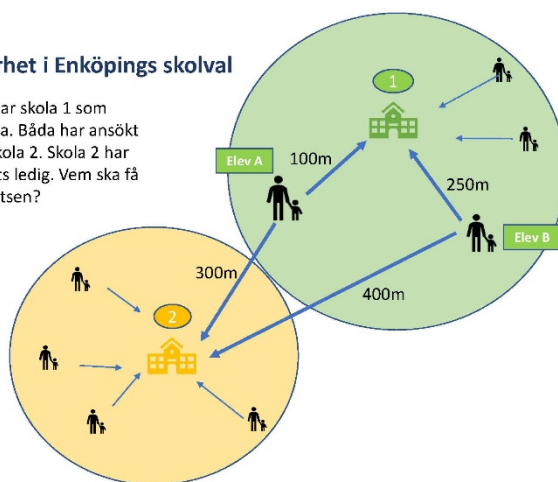 rhet i Enköpings skolval
ar skola 1 som
a. Båda har ansökt
kola 2. Skola 2 har
ts ledig. Vem ska få
tsen?
1
Elev A
100m
250m
Elev B
300m
400m
2